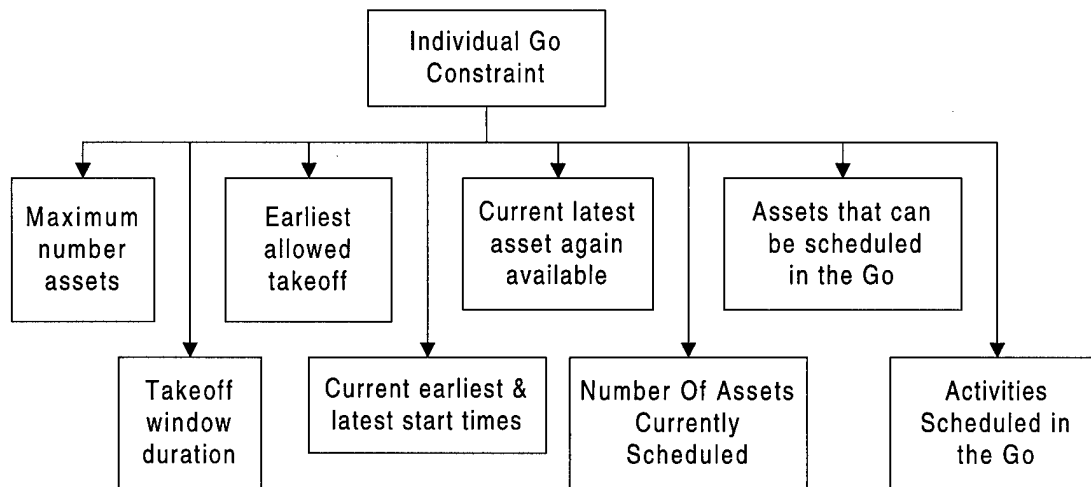 Individual Go
Constraint
Maximum
number
assets
Earliest
allowed
takeoff
Current latest
asset again
available
Assets that can
be scheduled
in the Go
Takeoff
window
duration
Current earliest &
latest start times
Number Of Assets
Currently
Scheduled
Activities
Scheduled in
the Go